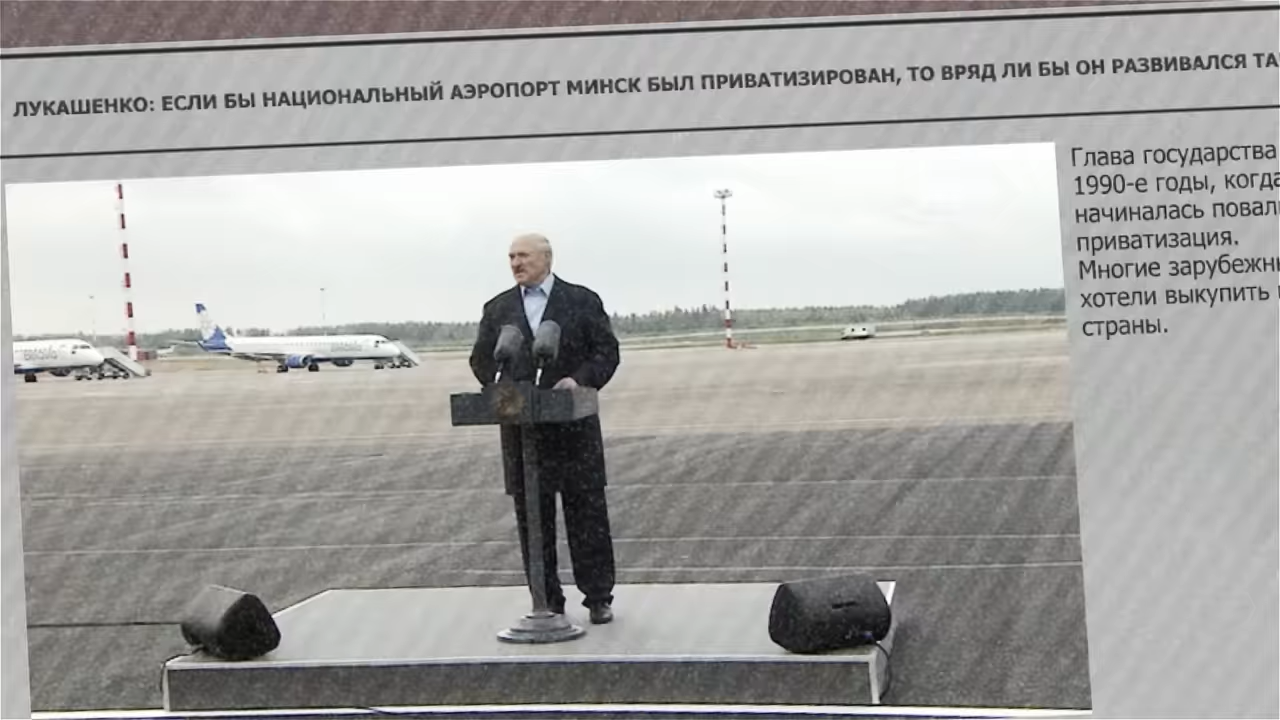 ЛУКАШЕНКО: ЕСЛИ БЫ НАЦИОНАЛЬНЫЙ АЭРОПОРТ МИНСК БЫЛ ПРИВАТИЗИРОВАН, ТО ВРЯД ЛИ БЫ ОН РАЗВИВАЛСЯ
Глава государства
1990-е годы, когда
начиналась
приватизация.
Многие
хотели выкупить
страны.